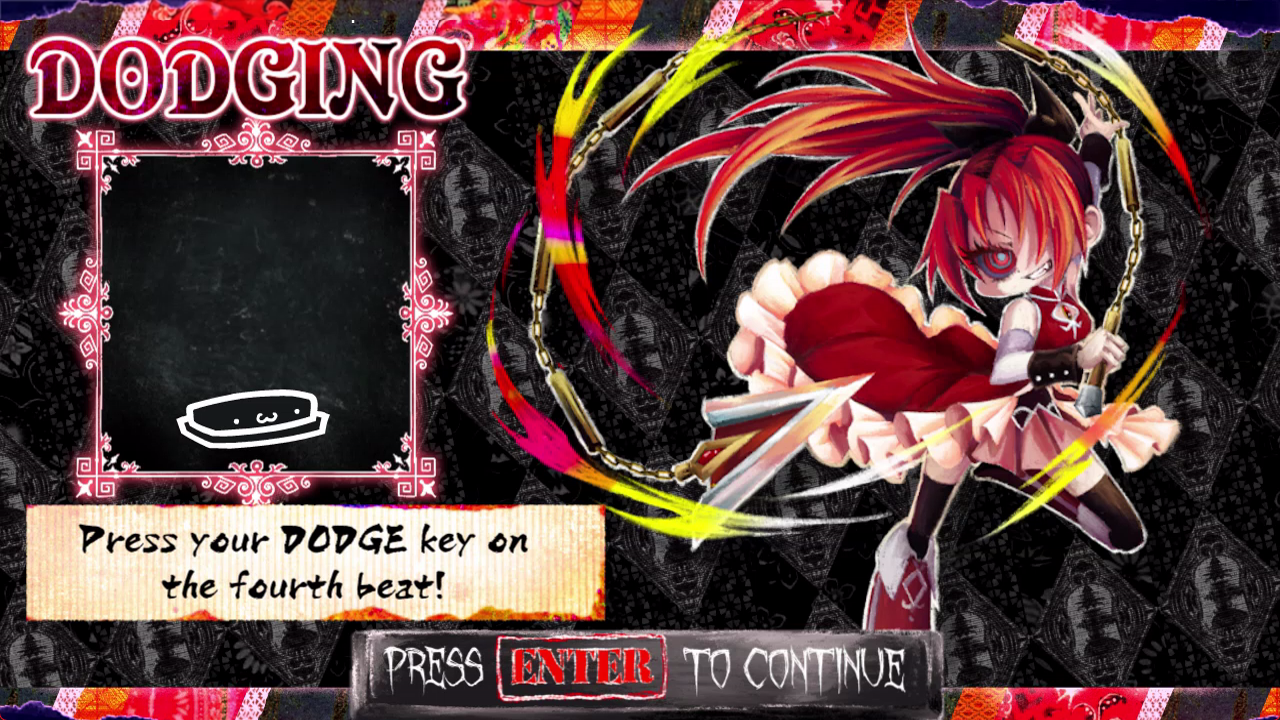 DODGING
Press your DODGE key on
the fourth beat!
PRESS ENTER TO CONTINUE